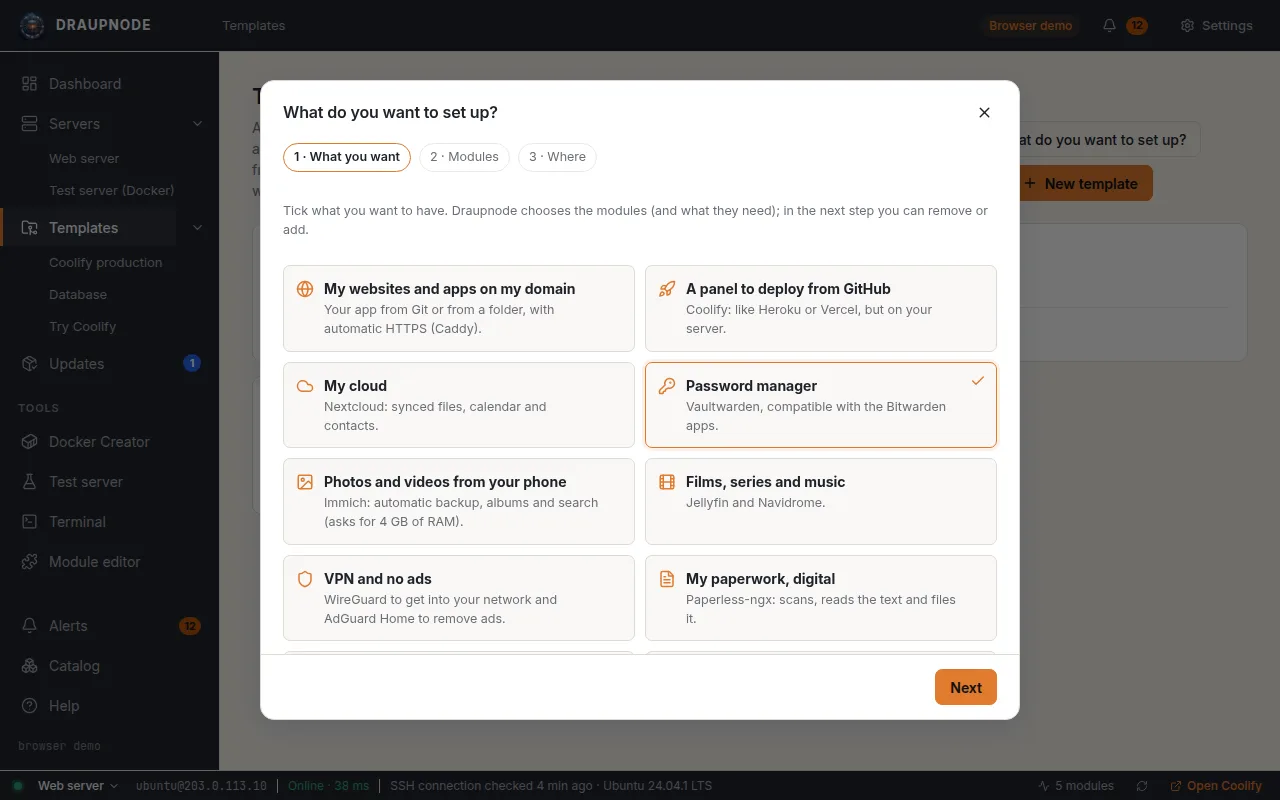 DRAUPNODE
Templates
Browser demo
12
Settings
Dashboard
Servers
Web server
Test server (Docker)
Templates
Coolify production
Database
Try Coolify
Updates
1
TOOLS
Docker Creator
Test server
Terminal
Module editor
Alerts
12
Catalog
Help
browser demo
at do you want to set up?
+ New template
What do you want to set up?
1 · What you want
2 · Modules
3 · Where
Tick what you want to have. Draupnode chooses the modules (and what they need); in the next step you can remove or
add.
My websites and apps on my domain
Your app from Git or from a folder, with
automatic HTTPS (Caddy).
A panel to deploy from GitHub
Coolify: like Heroku or Vercel, but on your
server.
My cloud
Nextcloud: synced files, calendar and
contacts.
Password manager
Vaultwarden, compatible with the Bitwarden
apps.
Photos and videos from your phone
Immich: automatic backup, albums and search
(asks for 4 GB of RAM).
Films, series and music
Jellyfin and Navidrome.
VPN and no ads
WireGuard to get into your network and
AdGuard Home to remove ads.
My paperwork, digital
Paperless-ngx: scans, reads the text and files
it.
Next
Web server
ubuntu@203.0.113.10
Online · 38 ms
SSH connection checked 4 min ago · Ubuntu 24.04.1 LTS
5 modules
Open Coolify